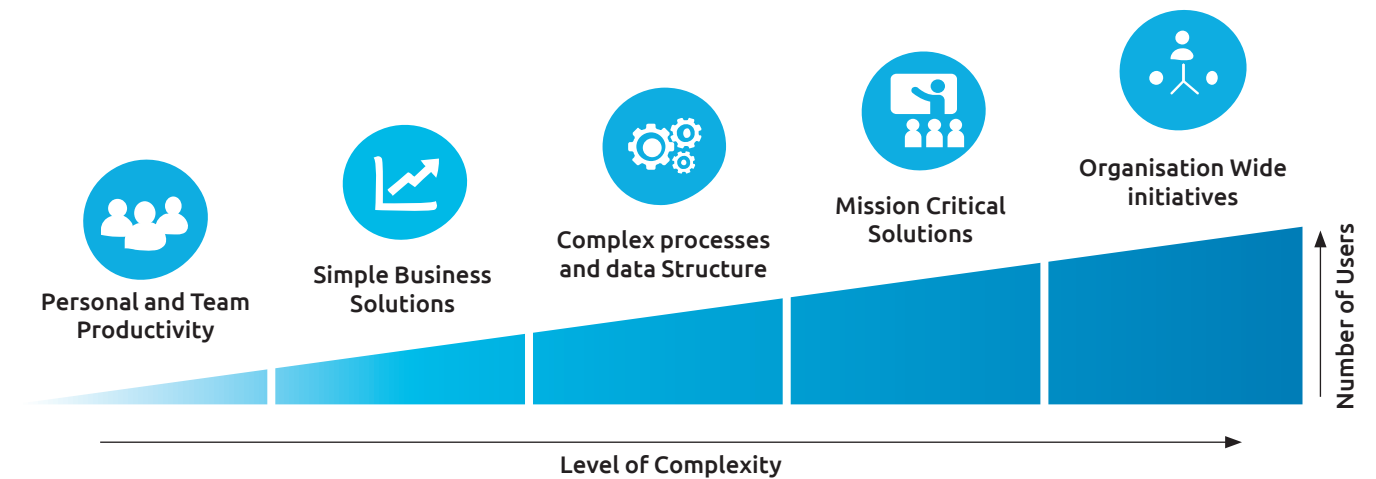 Personal and Team
Productivity
Simple Business
Solutions
Complex processes
and data Structure
Mission Critical
Solutions
Organisation Wide
initiatives
Number of Users
Level of Complexity